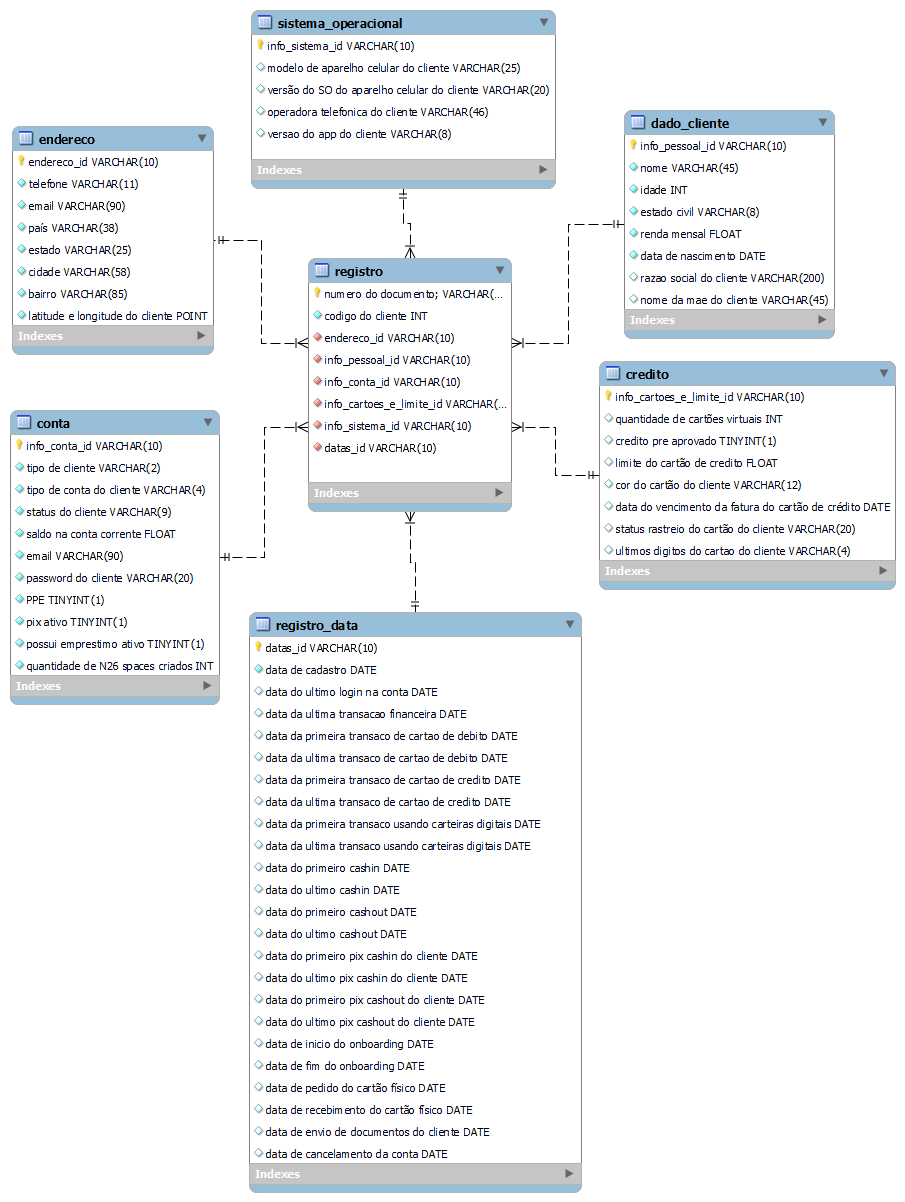 sistema_operacional
info_sistema_id VARCHAR(10)
modelo de aparelho celular do cliente VARCHAR(25)
versão do SO do aparelho celular do cliente VARCHAR(20)
operadora telefonica do cliente VARCHAR(46)
versao do app do cliente VARCHAR(8)
Indexes
endereco
endereco_id VARCHAR(10)
telefone VARCHAR(11)
email VARCHAR(90)
país VARCHAR(38)
estado VARCHAR(25)
cidade VARCHAR(58)
bairro VARCHAR(85)
latitude e longitude do cliente POINT
Indexes
dado_cliente
info_pessoal_id VARCHAR(10)
nome VARCHAR(45)
idade INT
estado civil VARCHAR(8)
renda mensal FLOAT
data de nascimento DATE
razao social do cliente VARCHAR(200)
nome da mae do cliente VARCHAR(45)
Indexes
registro
numero do documento; VARCHAR(...
codigo do cliente INT
endereco_id VARCHAR(10)
info_pessoal_id VARCHAR(10)
info_conta_id VARCHAR(10)
info_cartoes_e_limite_id VARCHAR(...
info_sistema_id VARCHAR(10)
datas_id VARCHAR(10)
Indexes
conta
info_conta_id VARCHAR(10)
tipo de cliente VARCHAR(2)
tipo de conta do cliente VARCHAR(4)
status do cliente VARCHAR(9)
saldo na conta corrente FLOAT
email VARCHAR(90)
password do cliente VARCHAR(20)
PPE TINYINT(1)
pix ativo TINYINT(1)
possui emprestimo ativo TINYINT(1)
quantidade de N26 spaces criados INT
Indexes
credito
info_cartoes_e_limite_id VARCHAR(10)
quantidade de cartões virtuais INT
credito pre aprovado TINYINT(1)
limite do cartão de credito FLOAT
cor do cartão do cliente VARCHAR(12)
data do vencimento da fatura do cartão de crédito DATE
status rastreio do cartão do cliente VARCHAR(20)
ultimos digitos do cartao do cliente VARCHAR(4)
Indexes
registro_data
datas_id VARCHAR(10)
data de cadastro DATE
data do ultimo login na conta DATE
data da ultima transacao financeira DATE
data da primeira transaco de cartao de debito DATE
data da ultima transaco de cartao de debito DATE
data da primeira transaco de cartao de credito DATE
data da ultima transaco de cartao de credito DATE
data da primeira transaco usando carteiras digitais DATE
data da ultima transaco usando carteiras digitais DATE
data do primeiro cashin DATE
data do ultimo cashin DATE
data do primeiro cashout DATE
data do ultimo cashout DATE
data do primeiro pix cashin do cliente DATE
data do ultimo pix cashin do cliente DATE
data do primeiro pix cashout do cliente DATE
data do ultimo pix cashout do cliente DATE
data de inicio do onboarding DATE
data de fim do onboarding DATE
data de pedido do cartão físico DATE
data de recebimento do cartão físico DATE
data de envio de documentos do cliente DATE
data de cancelamento da conta DATE
Indexes